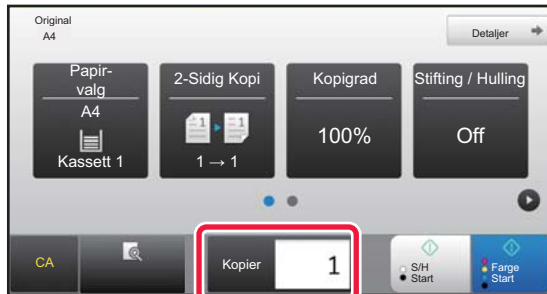 Original
A4
Detaljer
Papir-
valg
A4
Kassett 1
2-Sidig Kopi
1 → 1
Kopigrad
100%
Stifting / Hulling
Off
CA
Kopier
1
S/H
Start
Farge
Start